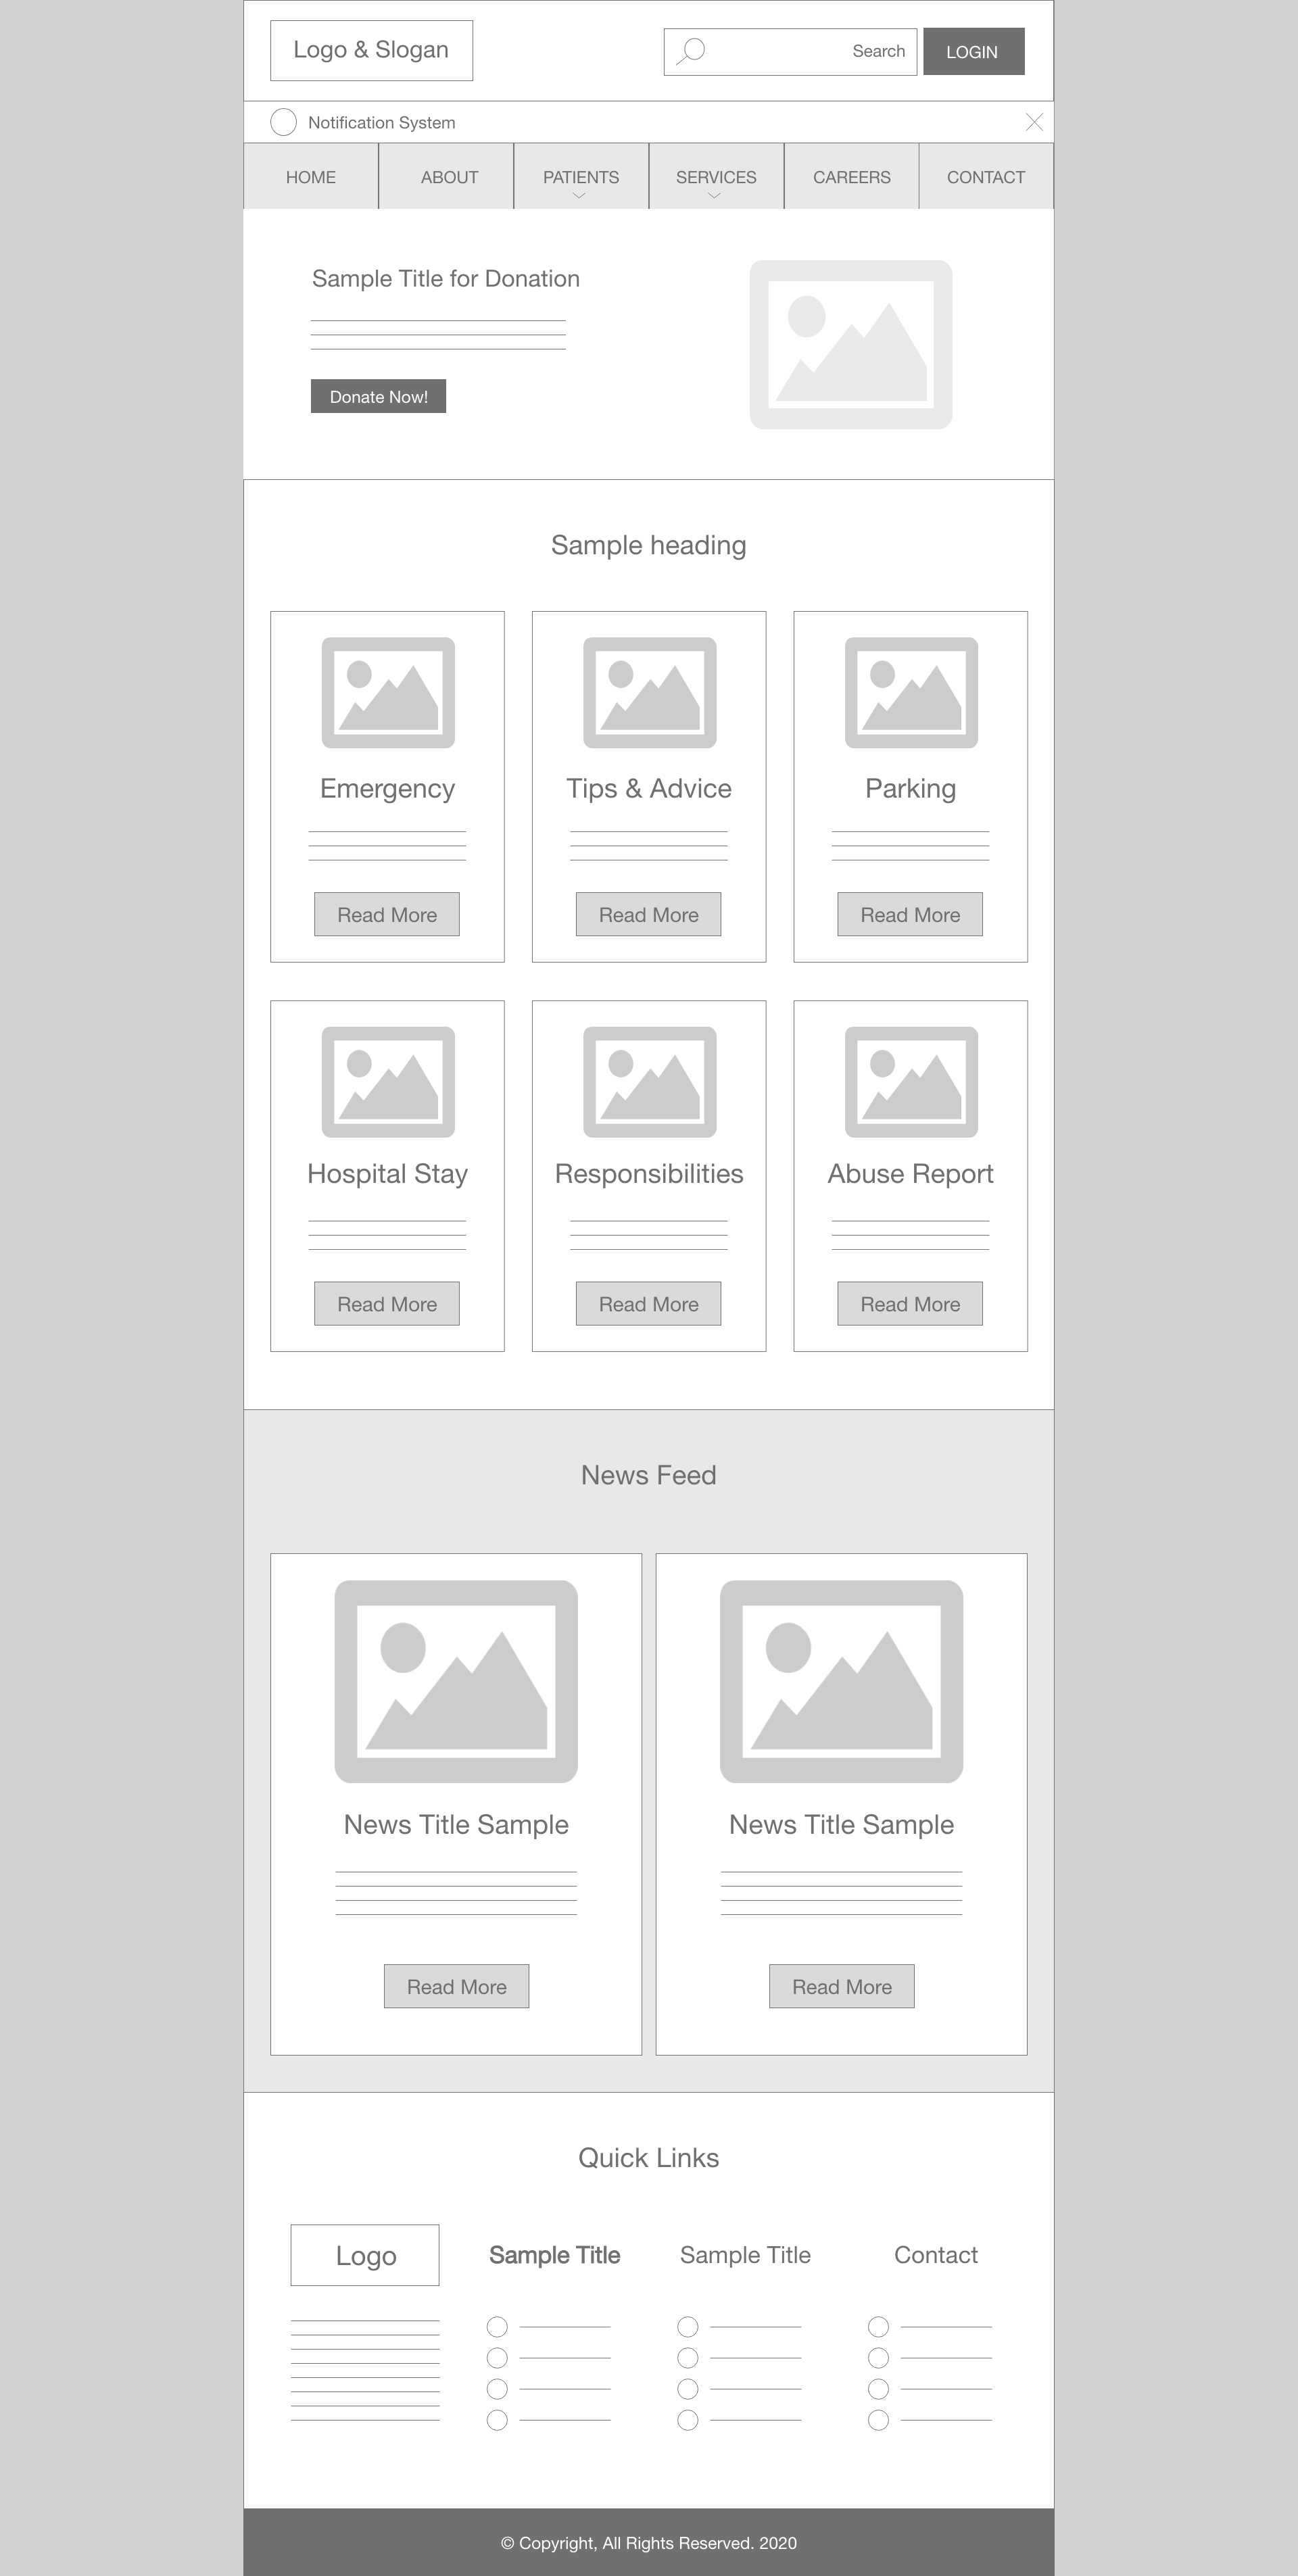 Logo & Slogan
Search
LOGIN
Notification System
HOME
ABOUT
PATIENTS
SERVICES
CAREERS
CONTACT
Sample Title for Donation
Donate Now!
Sample heading
Emergency
Tips & Advice
Parking
Read More
Read More
Read More
Hospital Stay
Responsibilities
Abuse Report
Read More
Read More
Read More
News Feed
News Title Sample
News Title Sample
Read More
Read More
Quick Links
Logo
Sample Title
Sample Title
Contact
© Copyright, All Rights Reserved. 2020